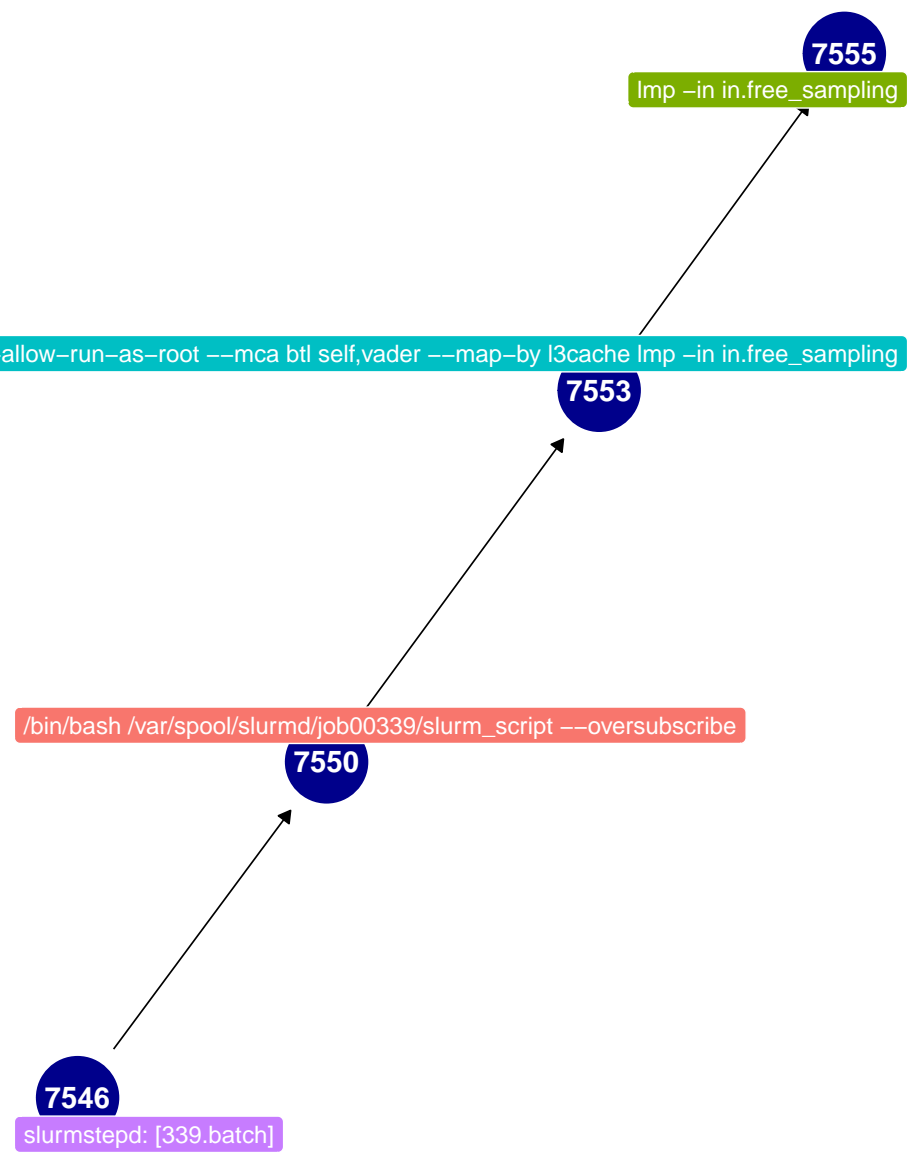 7555
lmp −in in.free_sampling
allow−run−as−root −−mca btl self,vader −−map−by l3cache lmp −in in.free_sampling
7553
/bin/bash /var/spool/slurmd/job00339/slurm_script −−oversubscribe
7550
7546
slurmstepd: [339.batch]